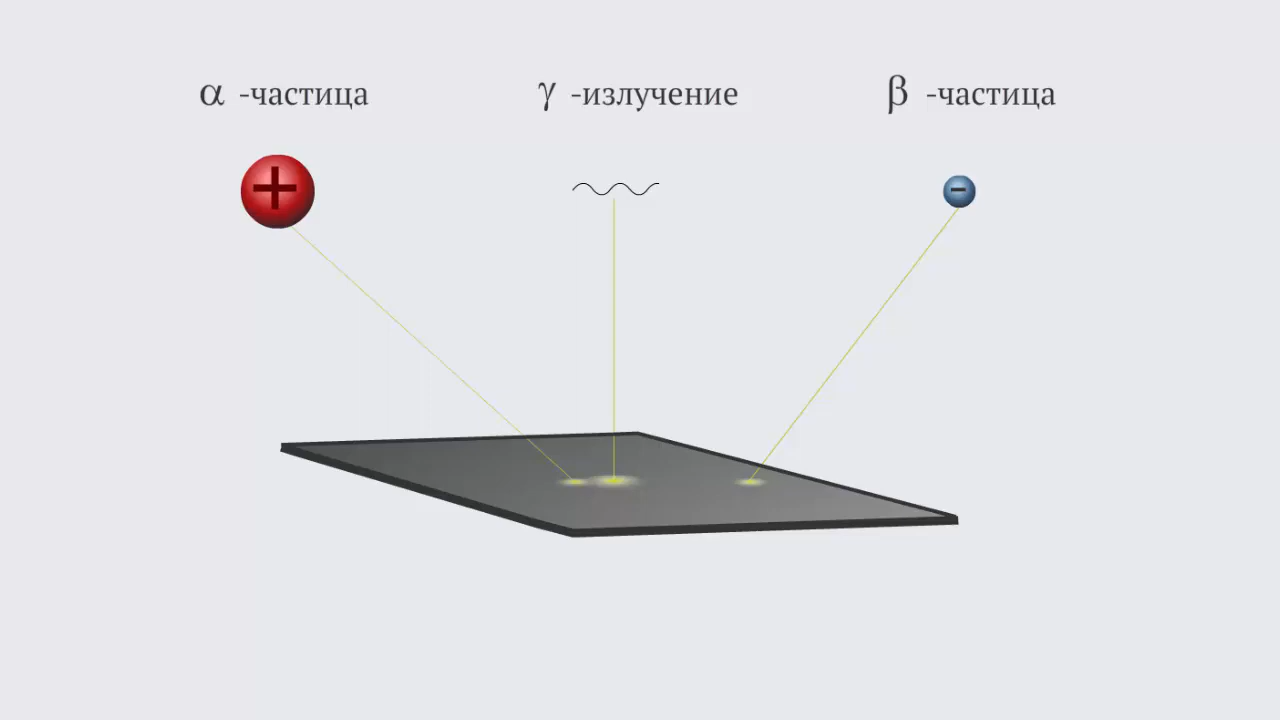 α -частица γ -излучение β -частица
+ -